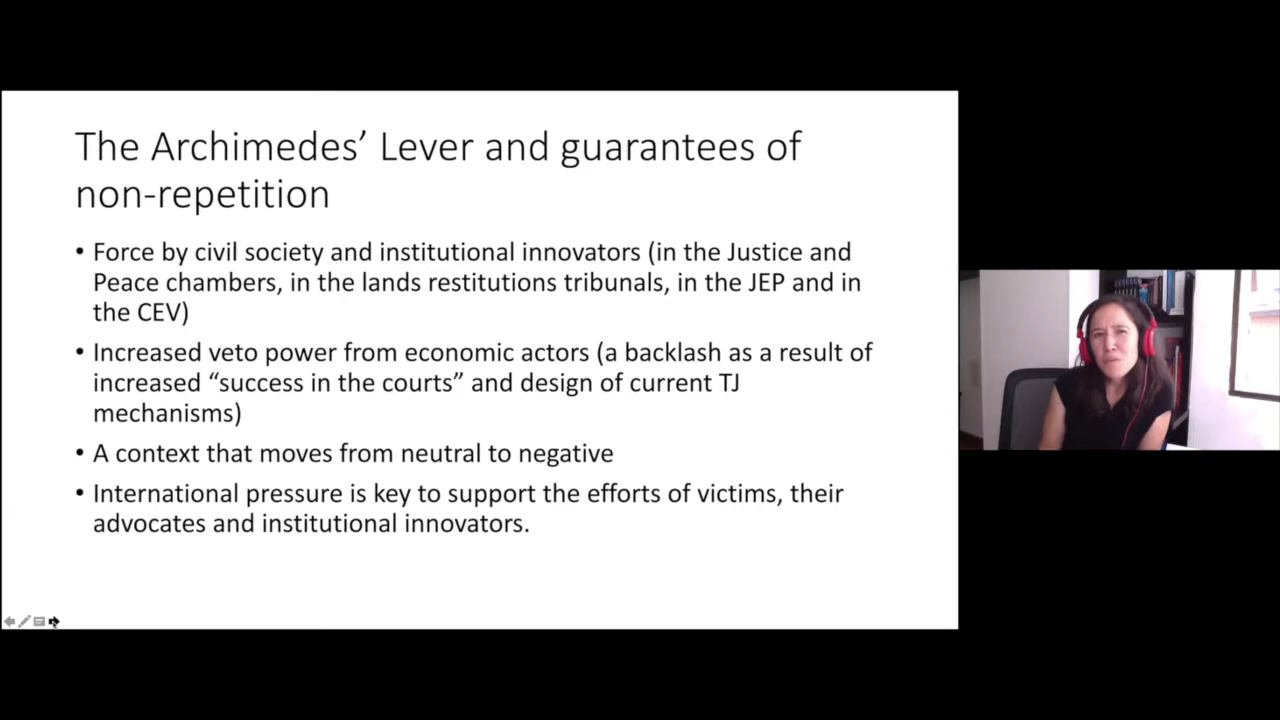 The Archimedes’ Lever and guarantees of
non-repetition
• Force by civil society and institutional innovators (in the Justice and
Peace chambers, in the lands restitutions tribunals, in the JEP and in
the CEV)
• Increased veto power from economic actors (a backlash as a result of
increased “success in the courts” and design of current TJ
mechanisms)
• A context that moves from neutral to negative
• International pressure is key to support the efforts of victims, their
advocates and institutional innovators.